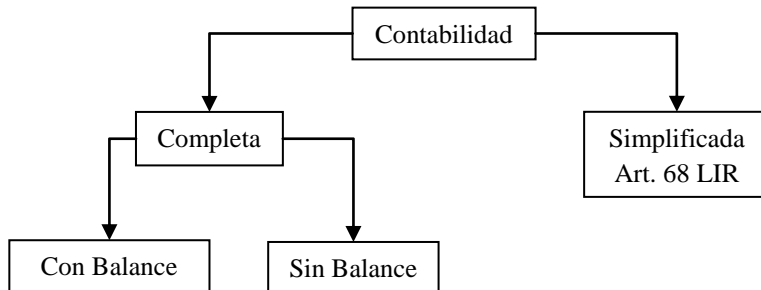 Contabilidad
Completa
Simplificada
Art. 68 LIR
Con Balance
Sin Balance